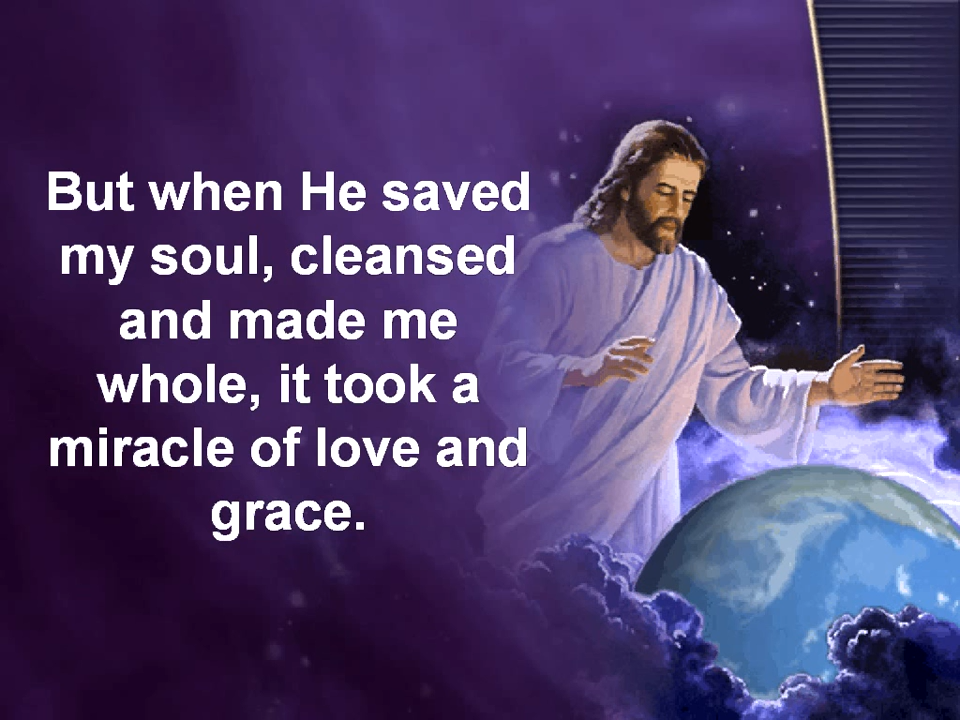 But when He saved
my soul, cleansed
and made me
whole, it took a
miracle of love and
grace.